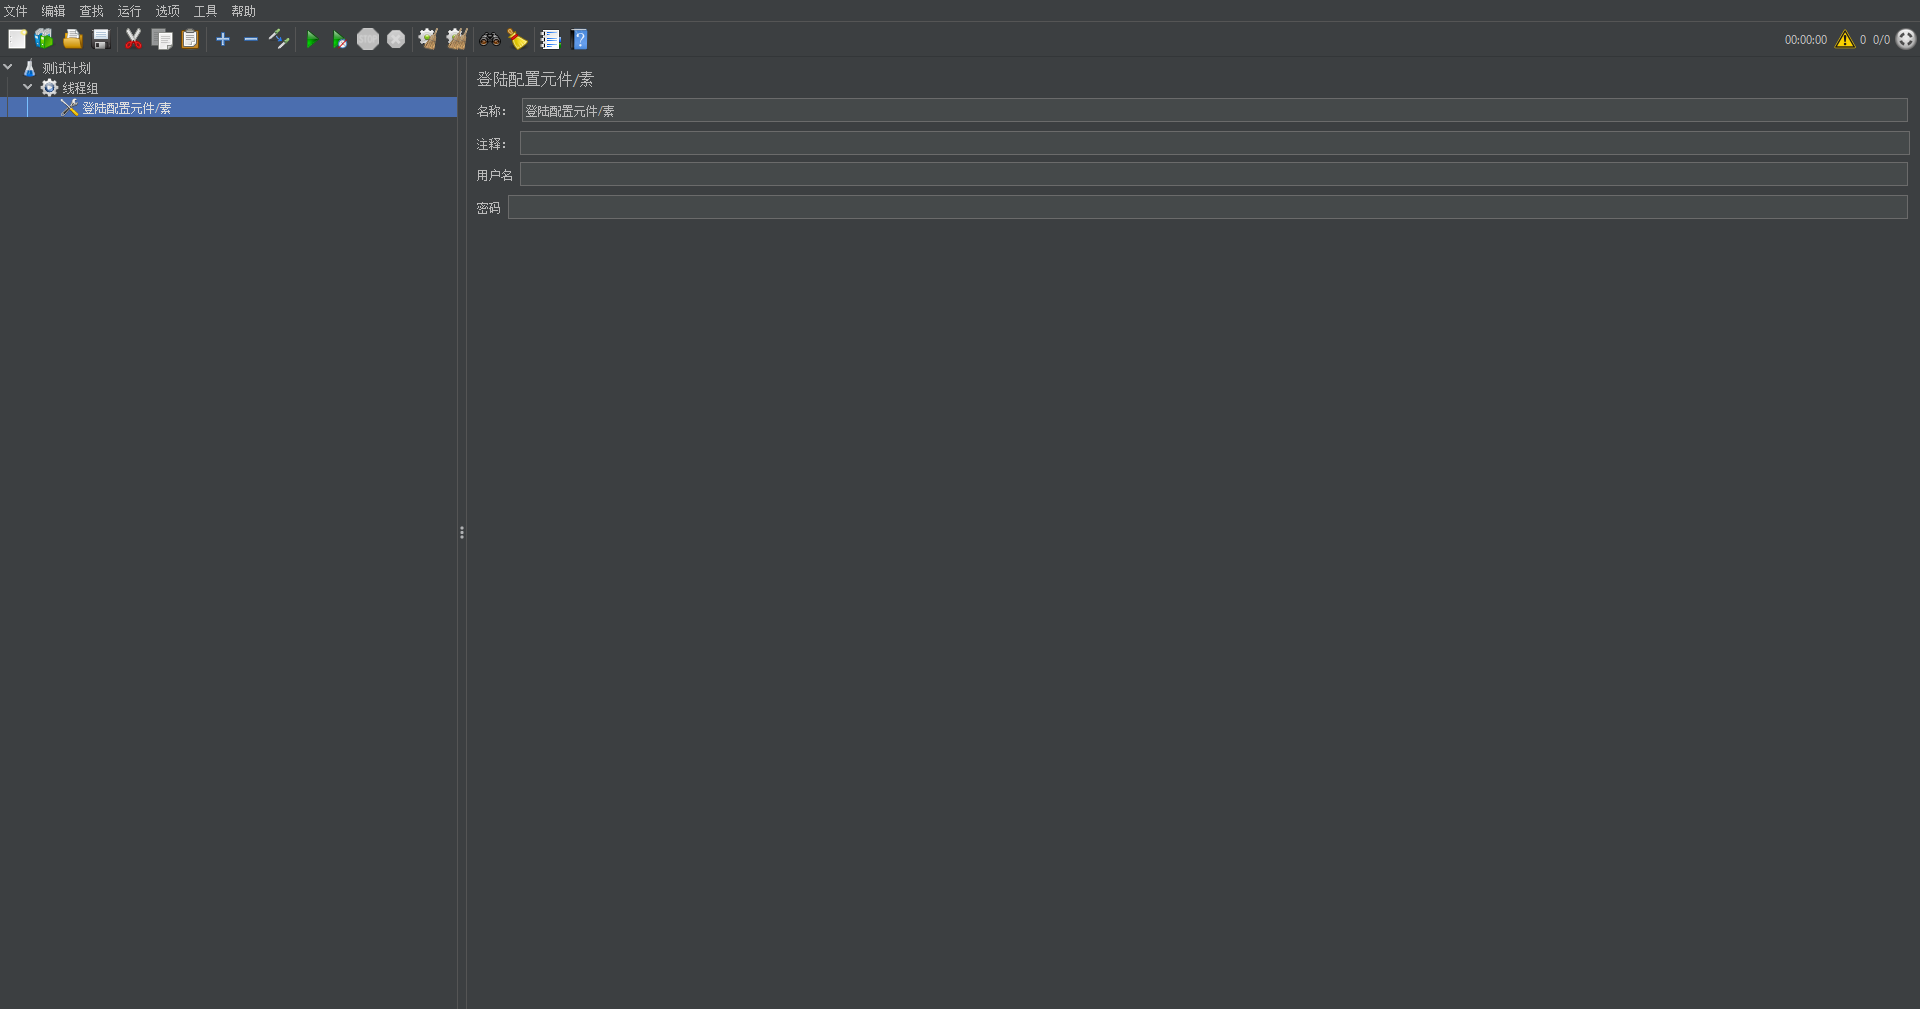 文件 编辑 查找 运行 选项 工具 帮助
00:00:00 0 0/0
测试计划
线程组
登陆配置元件/素
登陆配置元件/素
名称： 登陆配置元件/素
注释：
用户名
密码